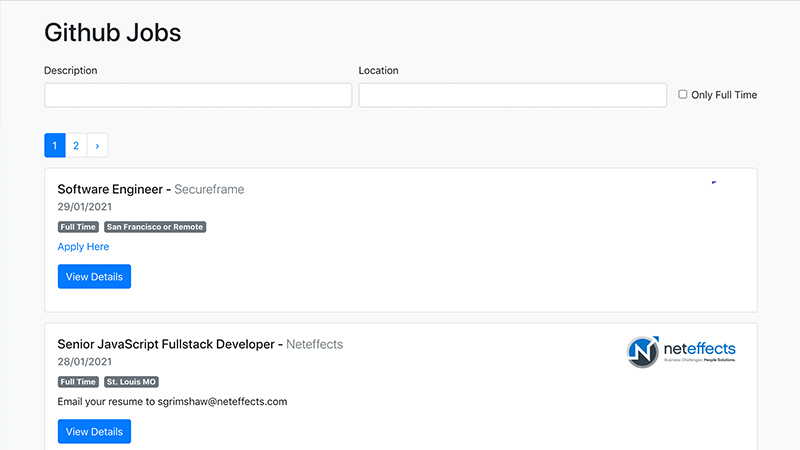 Github Jobs
Description
Location
Only Full Time
1 2 ›
Software Engineer - Secureframe
29/01/2021
Full Time San Francisco or Remote
Apply Here
View Details
Senior JavaScript Fullstack Developer - Neteffects
28/01/2021
Full Time St. Louis MO
Email your resume to sgrimshaw@neteffects.com
View Details
N neteffects
Business Challenges. People Solutions.